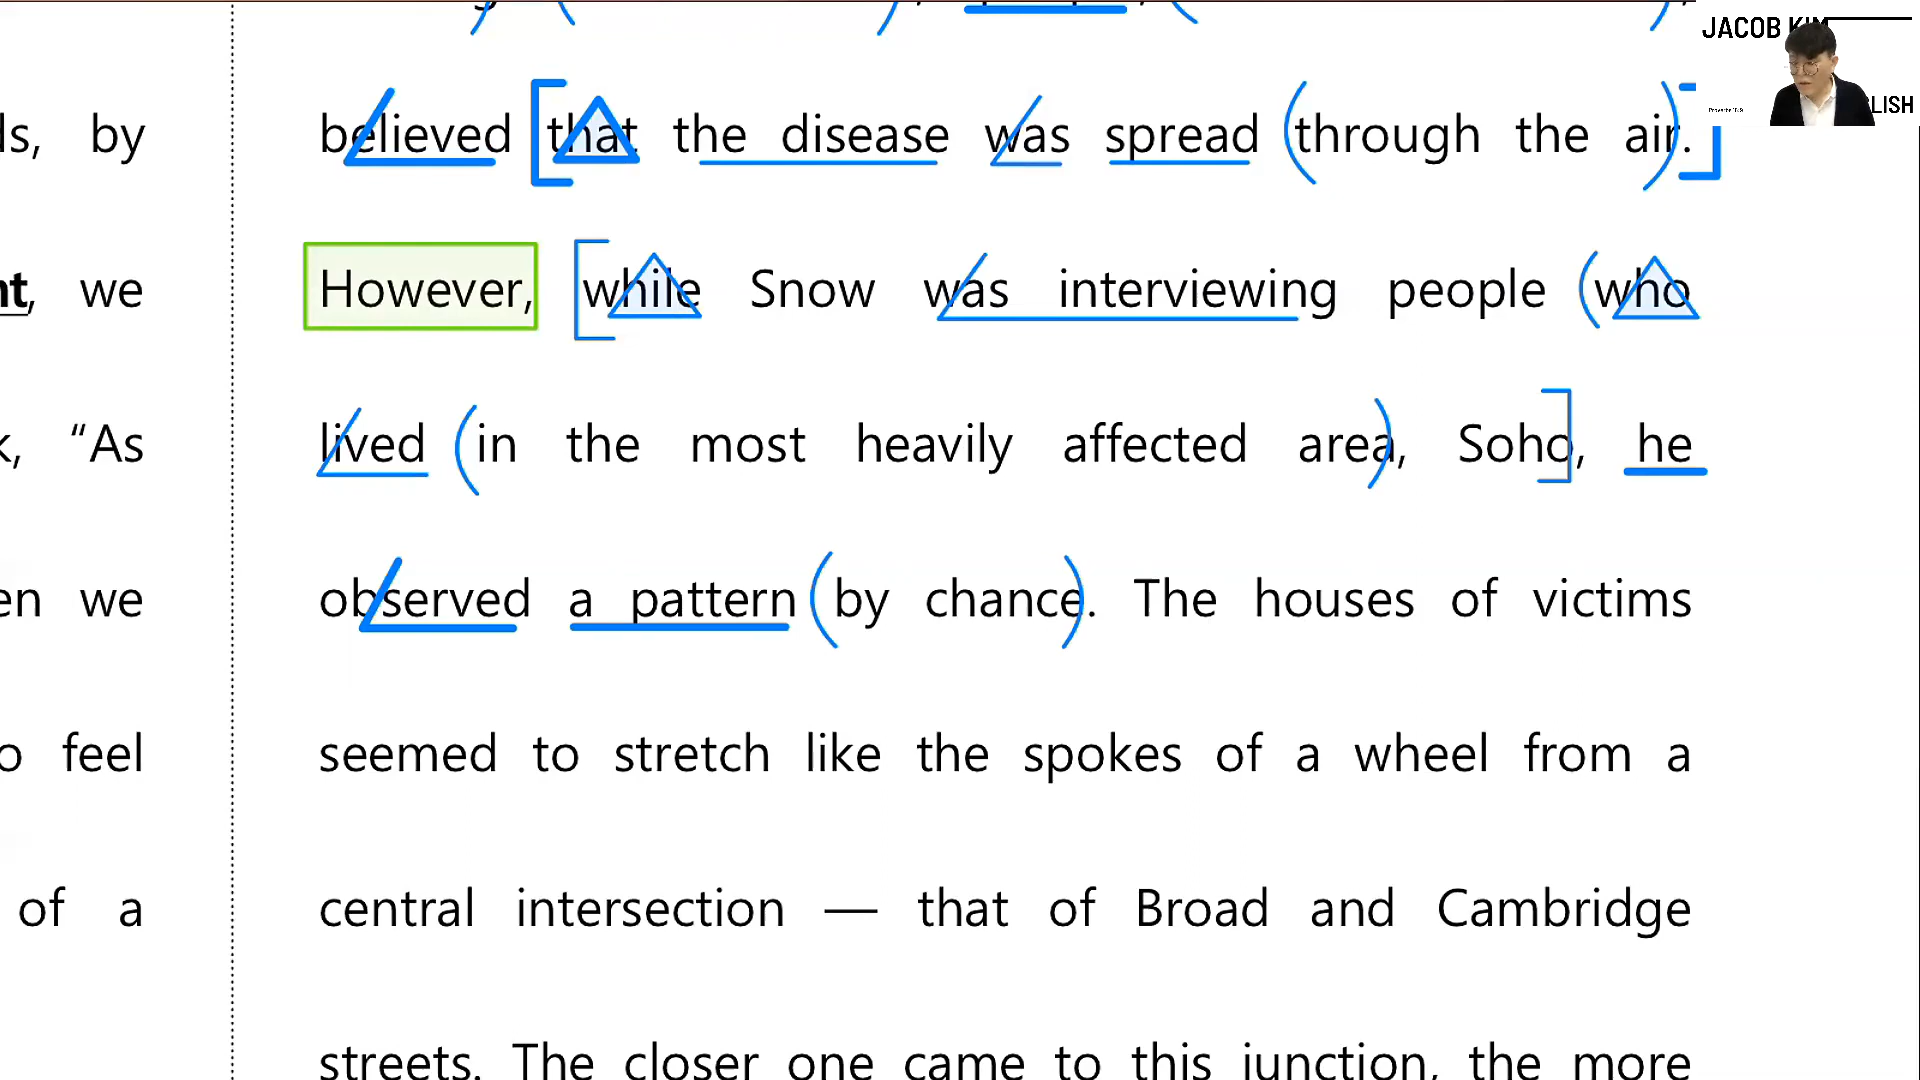 JACOB KIM
LISH
ds, by
we
k, “As
en we
o feel
of a
believed that the disease was spread through the air.
However, while Snow was interviewing people who
lived in the most heavily affected area, Soho, he
observed a pattern by chance. The houses of victims
seemed to stretch like the spokes of a wheel from a
central intersection — that of Broad and Cambridge
streets. The closer one came to this junction, the more